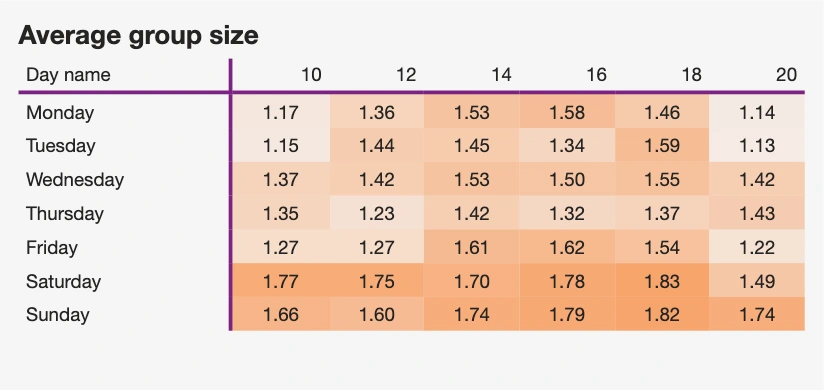 Average group size
Day name 10 12 14 16 18 20
Monday 1.17 1.36 1.53 1.58 1.46 1.14
Tuesday 1.15 1.44 1.45 1.34 1.59 1.13
Wednesday 1.37 1.42 1.53 1.50 1.55 1.42
Thursday 1.35 1.23 1.42 1.32 1.37 1.43
Friday 1.27 1.27 1.61 1.62 1.54 1.22
Saturday 1.77 1.75 1.70 1.78 1.83 1.49
Sunday 1.66 1.60 1.74 1.79 1.82 1.74